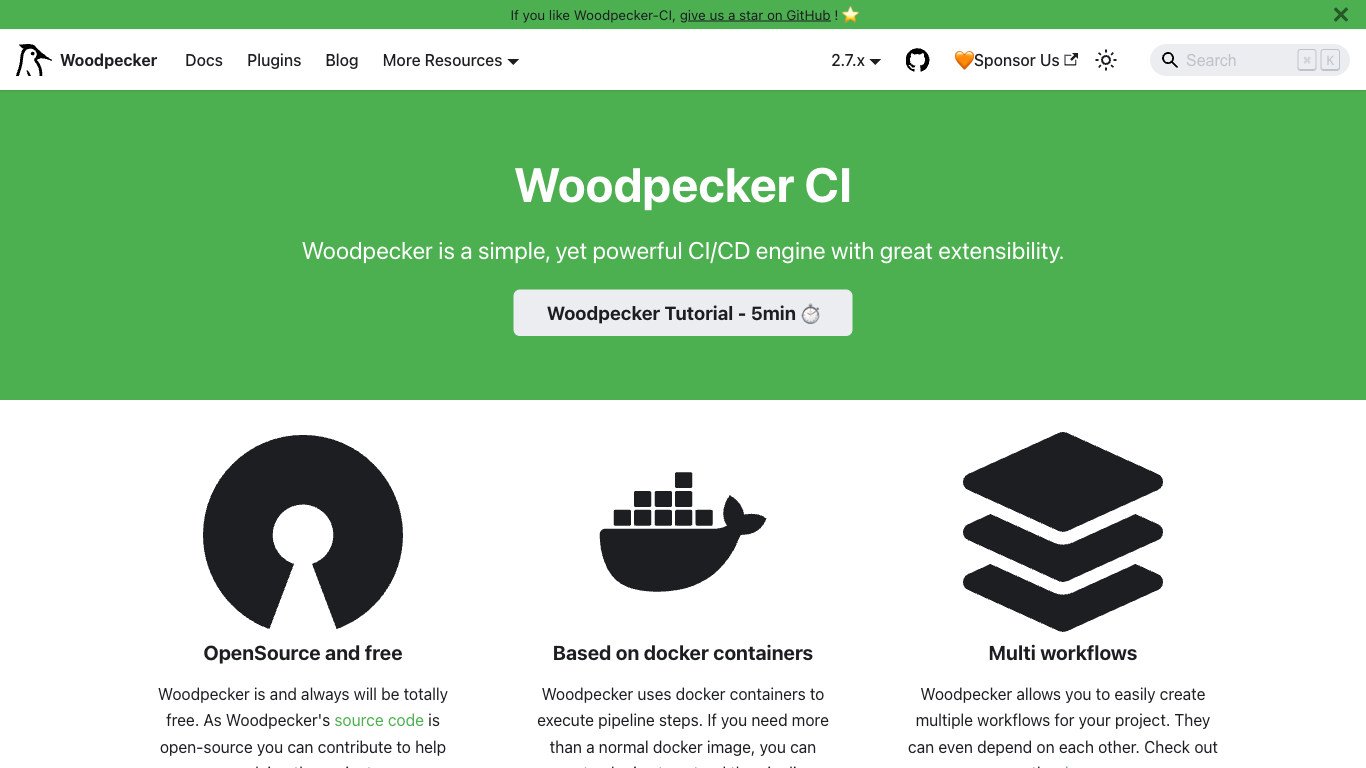 If you like Woodpecker-CI, give us a star on GitHub ! ⭐
Woodpecker Docs Plugins Blog More Resources 2.7.x 🧡Sponsor Us Search ⌘ K
Woodpecker CI
Woodpecker is a simple, yet powerful CI/CD engine with great extensibility.
Woodpecker Tutorial - 5min ⏱️
OpenSource and free
Woodpecker is and always will be totally
free. As Woodpecker's source code is
open-source you can contribute to help
Based on docker containers
Woodpecker uses docker containers to
execute pipeline steps. If you need more
than a normal docker image, you can
Multi workflows
Woodpecker allows you to easily create
multiple workflows for your project. They
can even depend on each other. Check out